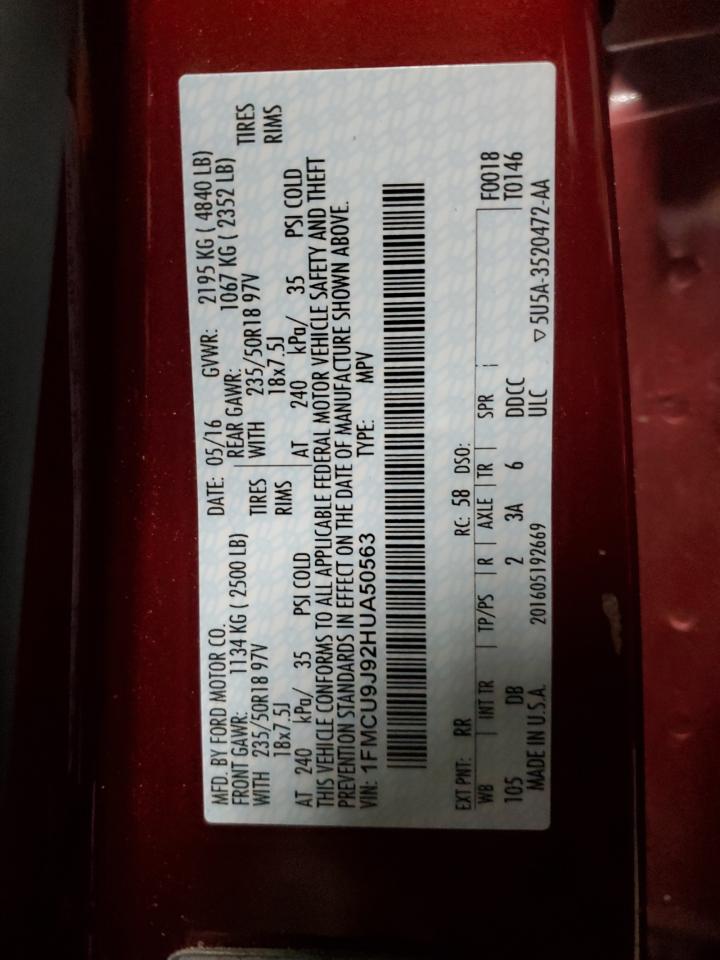 MFD. BY FORD MOTOR CO. DATE: 05/16 GVWR: 2195 KG ( 4840 LB)
FRONT GAWR: 1134 KG ( 2500 LB) REAR GAWR: 1067 KG ( 2352 LB)
WITH 235/50R18 97V TIRES WITH 235/50R18 97V TIRES
18x7.5J RIMS 18x7.5J RIMS
AT 240 kPa/ 35 PSI COLD AT 240 kPa/ 35 PSI COLD
THIS VEHICLE CONFORMS TO ALL APPLICABLE FEDERAL MOTOR VEHICLE SAFETY AND THEFT
PREVENTION STANDARDS IN EFFECT ON THE DATE OF MANUFACTURE SHOWN ABOVE.
VIN: 1FMCU9J92HUA50563 TYPE: MPV
EXT PNT: RR RC: 58 DSO:
WB INT TR TP/PS R AXLE TR SPR F0018
105 DB 2 3A 6 DDCC T0146
MADE IN U.S.A. 201605192669 ULC ▽5U5A-3520472-AA